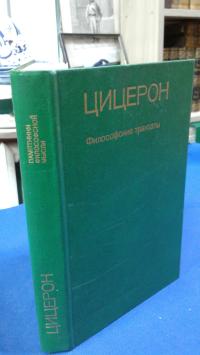 ЦИЦЕРОН
Философские трактаты
ПАМЯТНИКИ
ФИЛОСОФСКОЙ
МЫСЛИ
ЦИЦЕРОН